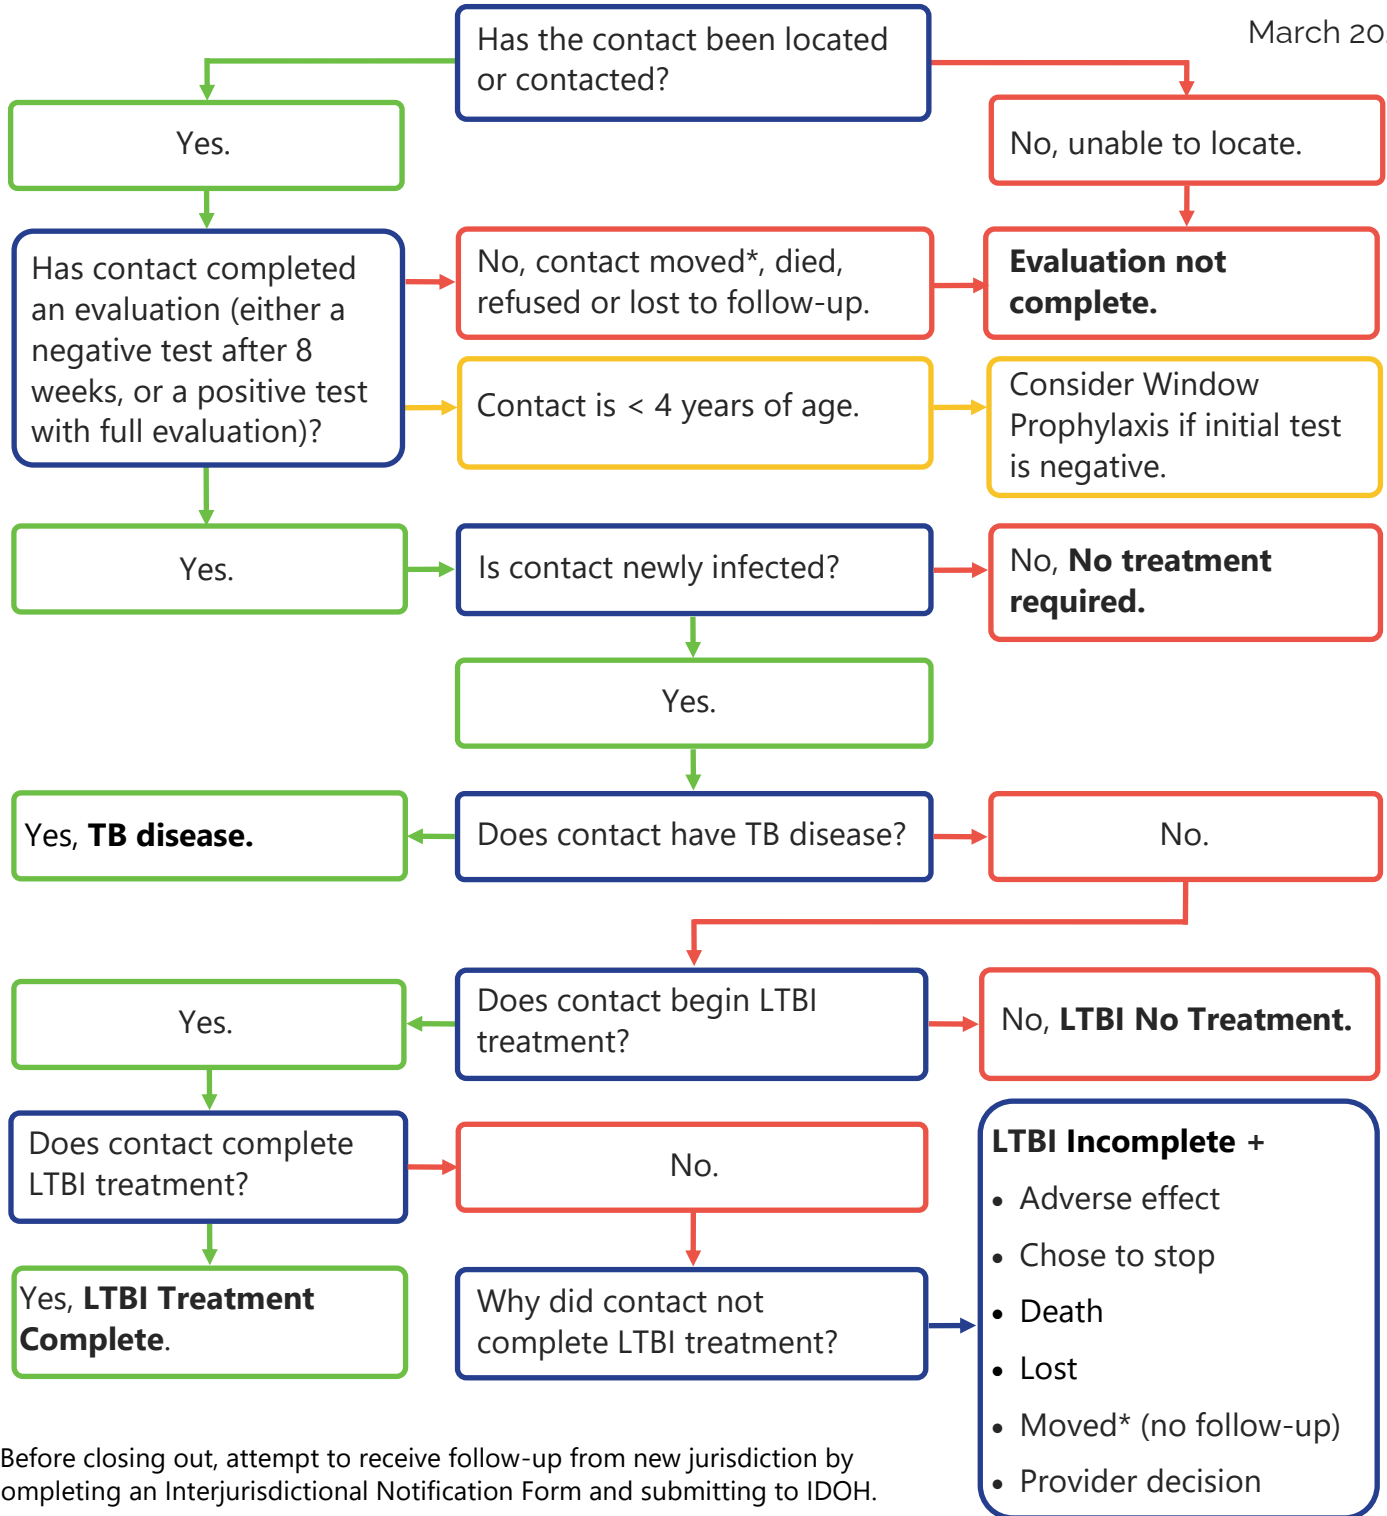 March 20
Has the contact been located
or contacted?
Yes.
No, unable to locate.
Has contact completed
an evaluation (either a
negative test after 8
weeks, or a positive test
with full evaluation)?
No, contact moved*, died,
refused or lost to follow-up.
Evaluation not
complete.
Contact is < 4 years of age.
Consider Window
Prophylaxis if initial test
is negative.
Yes.
Is contact newly infected?
No, No treatment
required.
Yes.
Yes, TB disease.
Does contact have TB disease?
No.
Yes.
Does contact begin LTBI
treatment?
No, LTBI No Treatment.
Does contact complete
LTBI treatment?
No.
Yes, LTBI Treatment
Complete.
Why did contact not
complete LTBI treatment?
LTBI Incomplete +
• Adverse effect
• Chose to stop
• Death
• Lost
• Moved* (no follow-up)
• Provider decision
Before closing out, attempt to receive follow-up from new jurisdiction by
ompleting an Interjurisdictional Notification Form and submitting to IDOH.